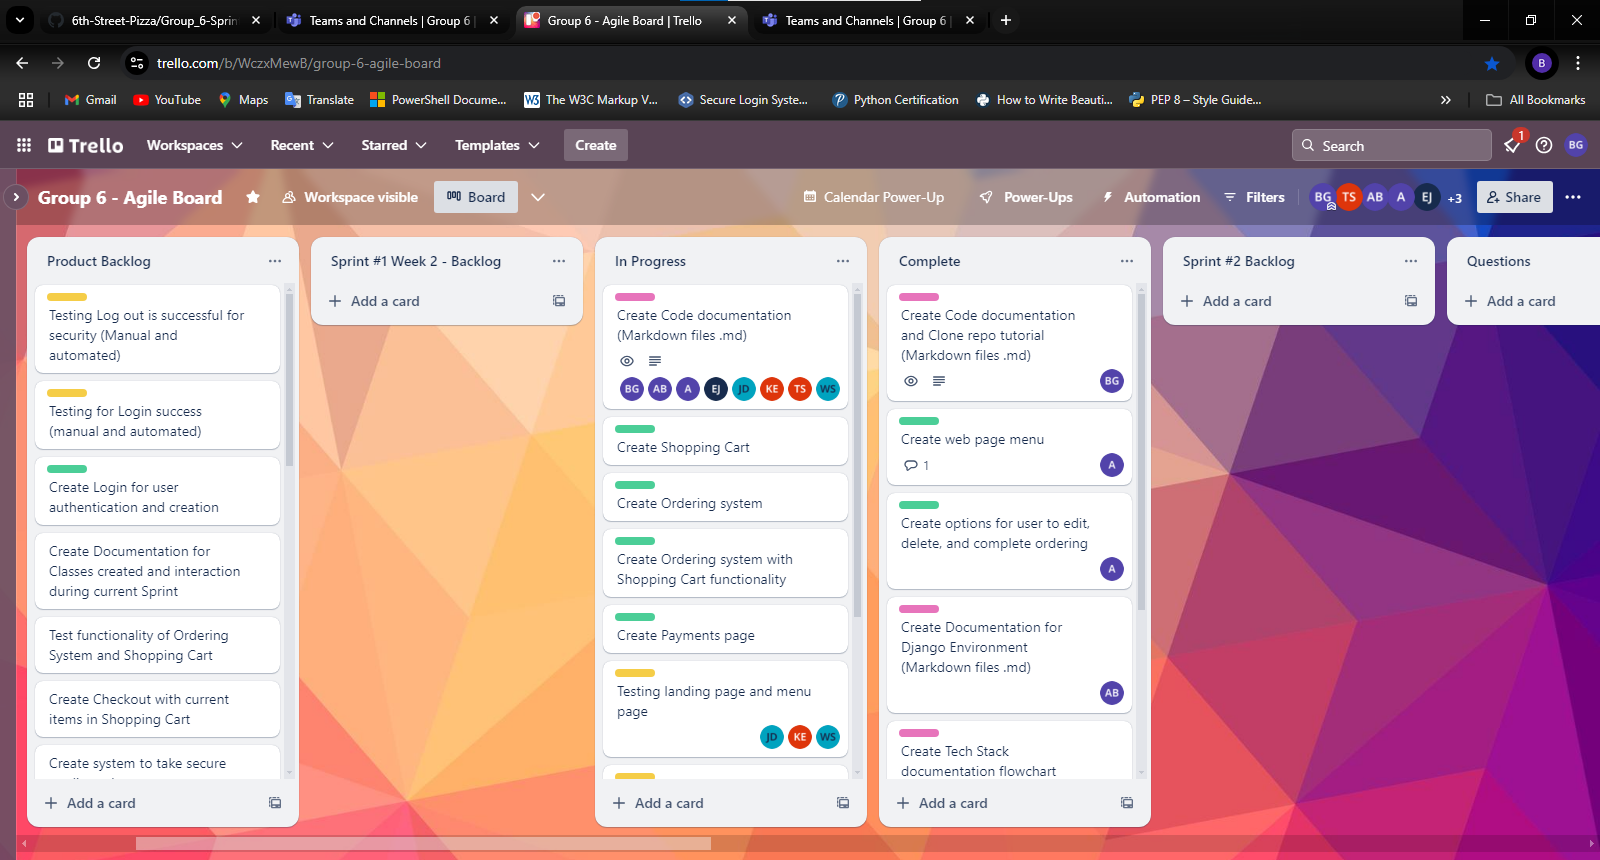 6th-Street-Pizza/Group_6-Sprin
Teams and Channels | Group 6 |
Group 6 - Agile Board | Trello
Teams and Channels | Group 6 |
trello.com/b/WczxMewB/group-6-agile-board
B
Gmail
YouTube
Maps
Translate
PowerShell Docume...
The W3C Markup V...
Secure Login Syste...
Python Certification
How to Write Beauti...
PEP 8 – Style Guide...
All Bookmarks
Trello
Workspaces
Recent
Starred
Templates
Create
Search
1
BG
Group 6 - Agile Board
Workspace visible
Board
Calendar Power-Up
Power-Ups
Automation
Filters
BG
TS
AB
A
EJ
+3
Share
Product Backlog
Testing Log out is successful for
security (Manual and
automated)
Testing for Login success
(manual and automated)
Create Login for user
authentication and creation
Create Documentation for
Classes created and interaction
during current Sprint
Test functionality of Ordering
System and Shopping Cart
Create Checkout with current
items in Shopping Cart
Create system to take secure
Add a card
Sprint #1 Week 2 - Backlog
Add a card
In Progress
Create Code documentation
(Markdown files .md)
BG AB A EJ JD KE TS WS
Create Shopping Cart
Create Ordering system
Create Ordering system with
Shopping Cart functionality
Create Payments page
Testing landing page and menu
page
JD KE WS
Add a card
Complete
Create Code documentation
and Clone repo tutorial
(Markdown files .md)
BG
Create web page menu
1
A
Create options for user to edit,
delete, and complete ordering
A
Create Documentation for
Django Environment
(Markdown files .md)
AB
Create Tech Stack
documentation flowchart
Add a card
Sprint #2 Backlog
Add a card
Questions
Add a card